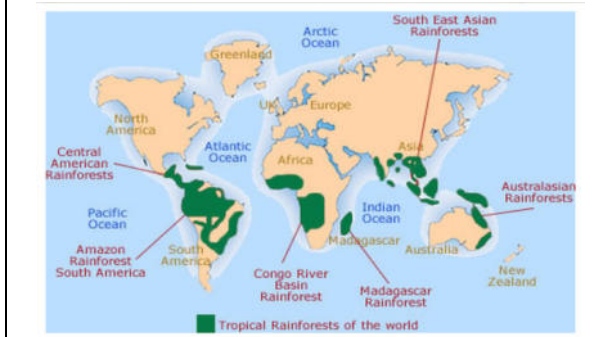 South East Asian
Rainforests
Arctic
Ocean
Greenland
UK
Europe
North
America
Asia
Atlantic
Ocean
Africa
Central
American
Rainforests
Australasian
Rainforests
Pacific
Ocean
Indian
Ocean
Amazon
Rainforest
South America
South
America
Madagascar
Australia
Congo River
Basin
Rainforest
Madagascar
Rainforest
New
Zealand
Tropical Rainforests of the world